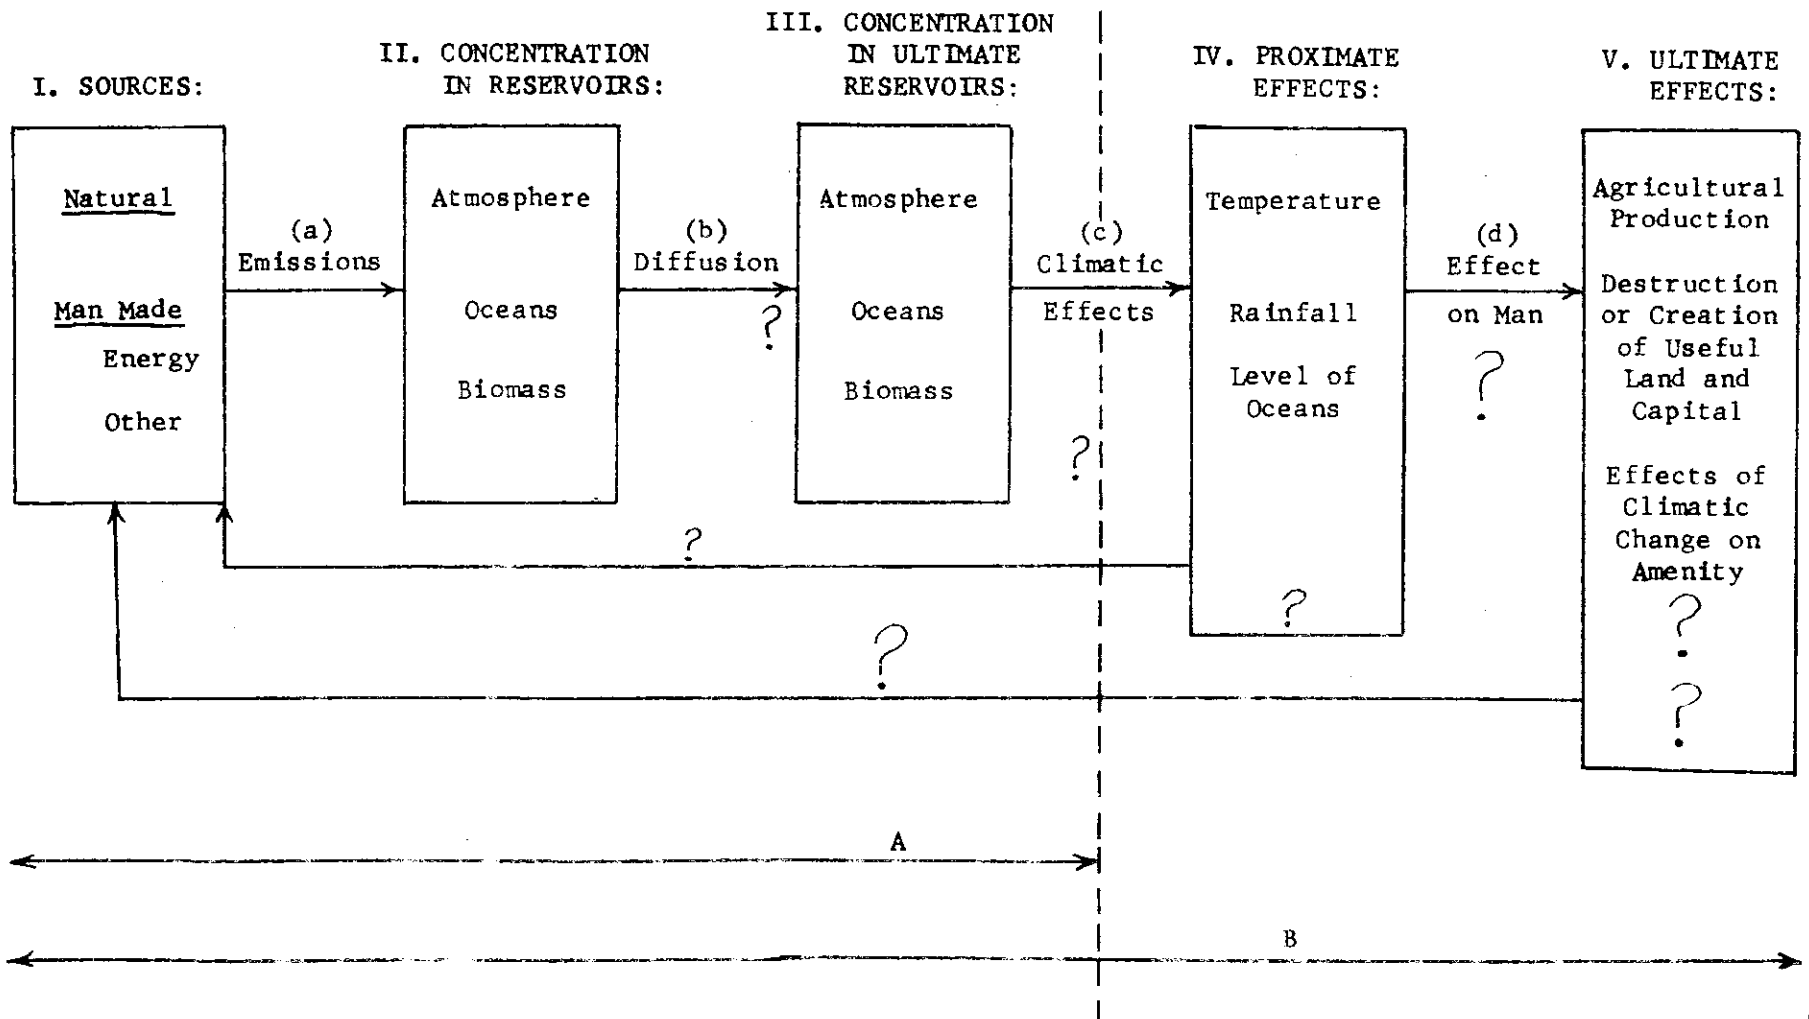 I. SOURCES:
Natural
Man Made
Energy
Other
(a)
Emissions
II. CONCENTRATION
IN RESERVOIRS:
Atmosphere
Oceans
Biomass
(b)
Diffusion
?
III. CONCENTRATION
IN ULTIMATE
RESERVOIRS:
Atmosphere
Oceans
Biomass
(c)
Climatic
Effects
?
IV. PROXIMATE
EFFECTS:
Temperature
Rainfall
Level of
Oceans
?
(d)
Effect
on Man
?
V. ULTIMATE
EFFECTS:
Agricultural
Production
Destruction
or Creation
of Useful
Land and
Capital
Effects of
Climatic
Change on
Amenity
?
?
?
?
A
B